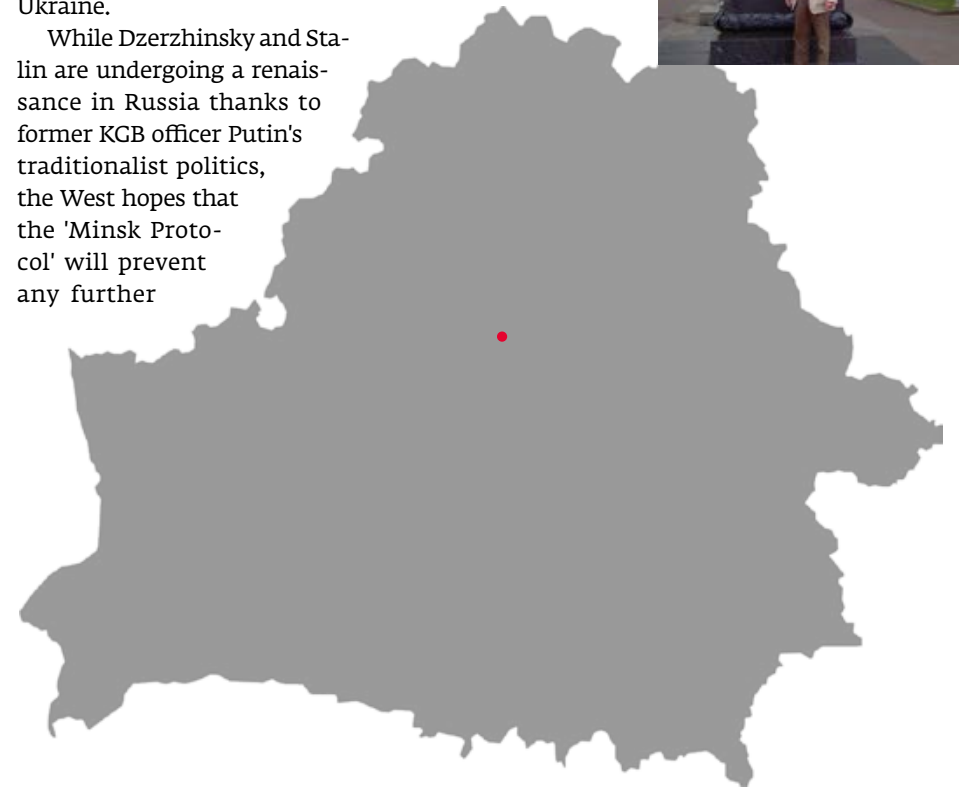 Ukraine.
While Dzerzhinsky and Sta-
lin are undergoing a renais-
sance in Russia thanks to
former KGB officer Putin's
traditionalist politics,
the West hopes that
the 'Minsk Proto-
col' will prevent
any further